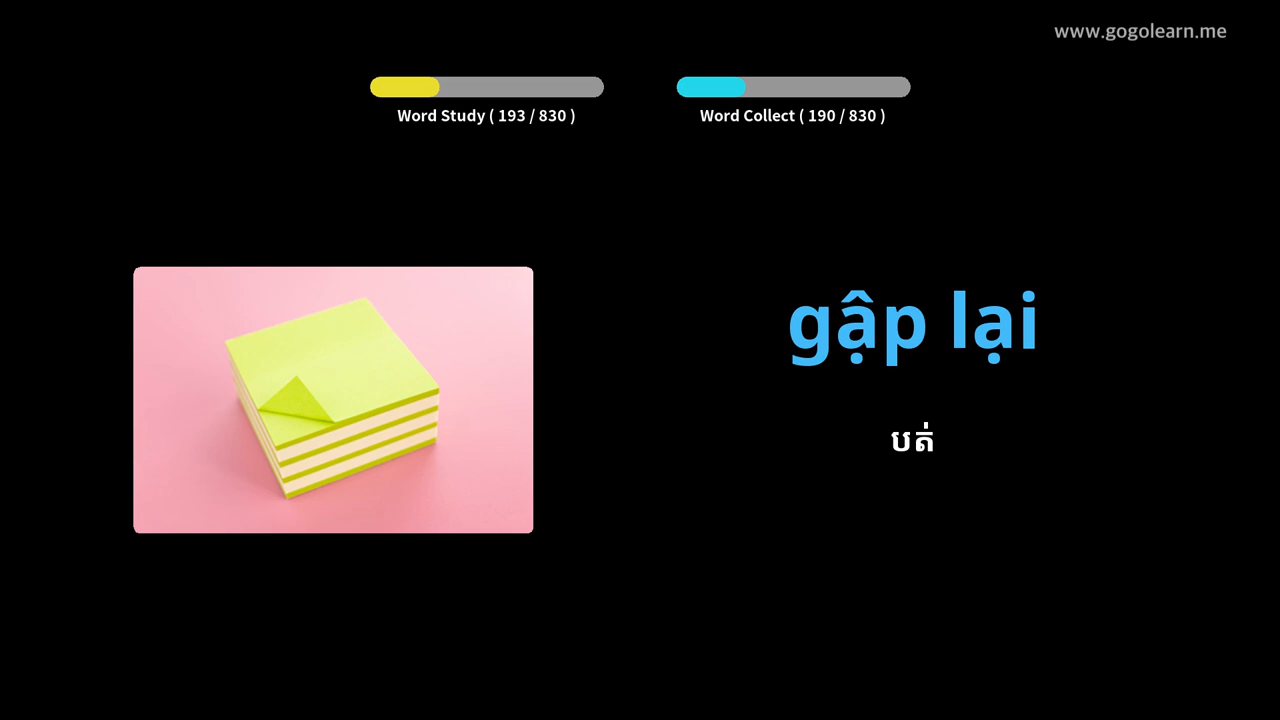 www.gogolearn.me
Word Study ( 193 / 830 )
Word Collect ( 190 / 830 )
gập lại
បត់